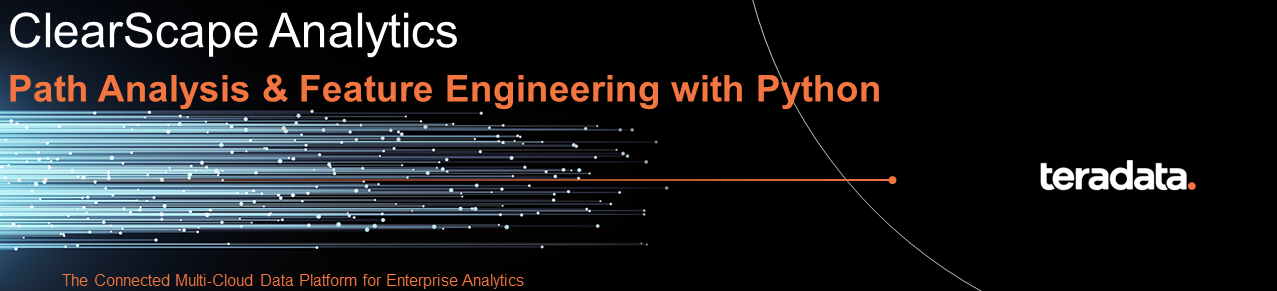 ClearScape Analytics
Path Analysis & Feature Engineering with Python
teradata.
The Connected Multi-Cloud Data Platform for Enterprise Analytics